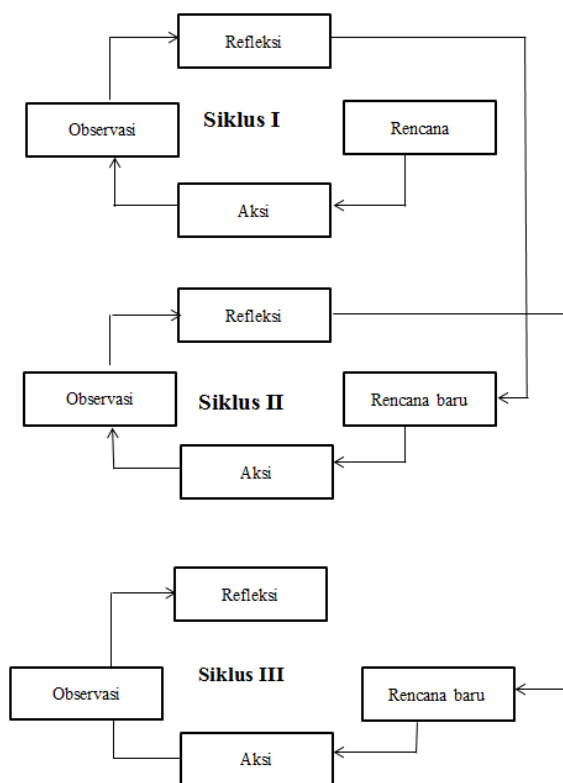 Refleksi
Observasi
Siklus I
Rencana
Aksi
Refleksi
Observasi
Siklus II
Rencana baru
Aksi
Refleksi
Observasi
Siklus III
Rencana baru
Aksi